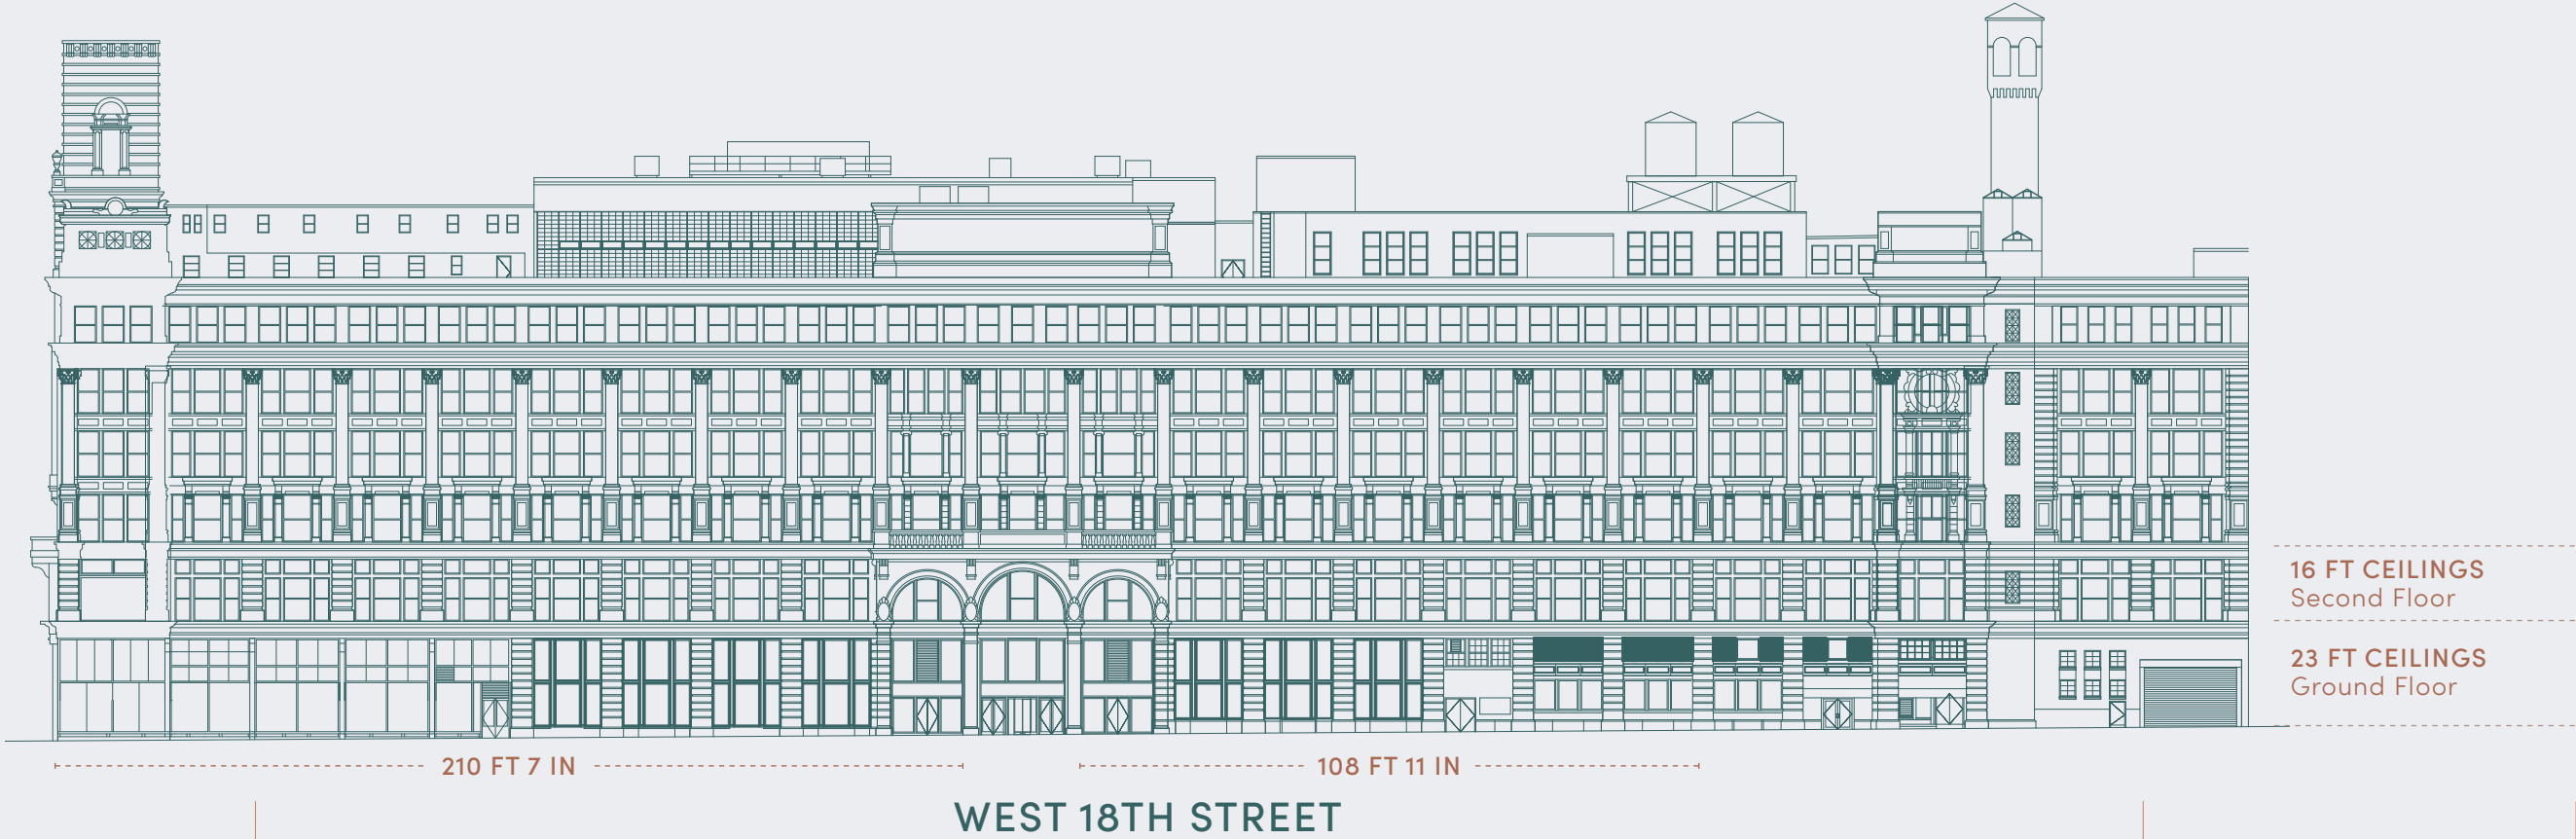 16 FT CEILINGS
Second Floor
23 FT CEILINGS
Ground Floor
210 FT 7 IN
108 FT 11 IN
WEST 18TH STREET